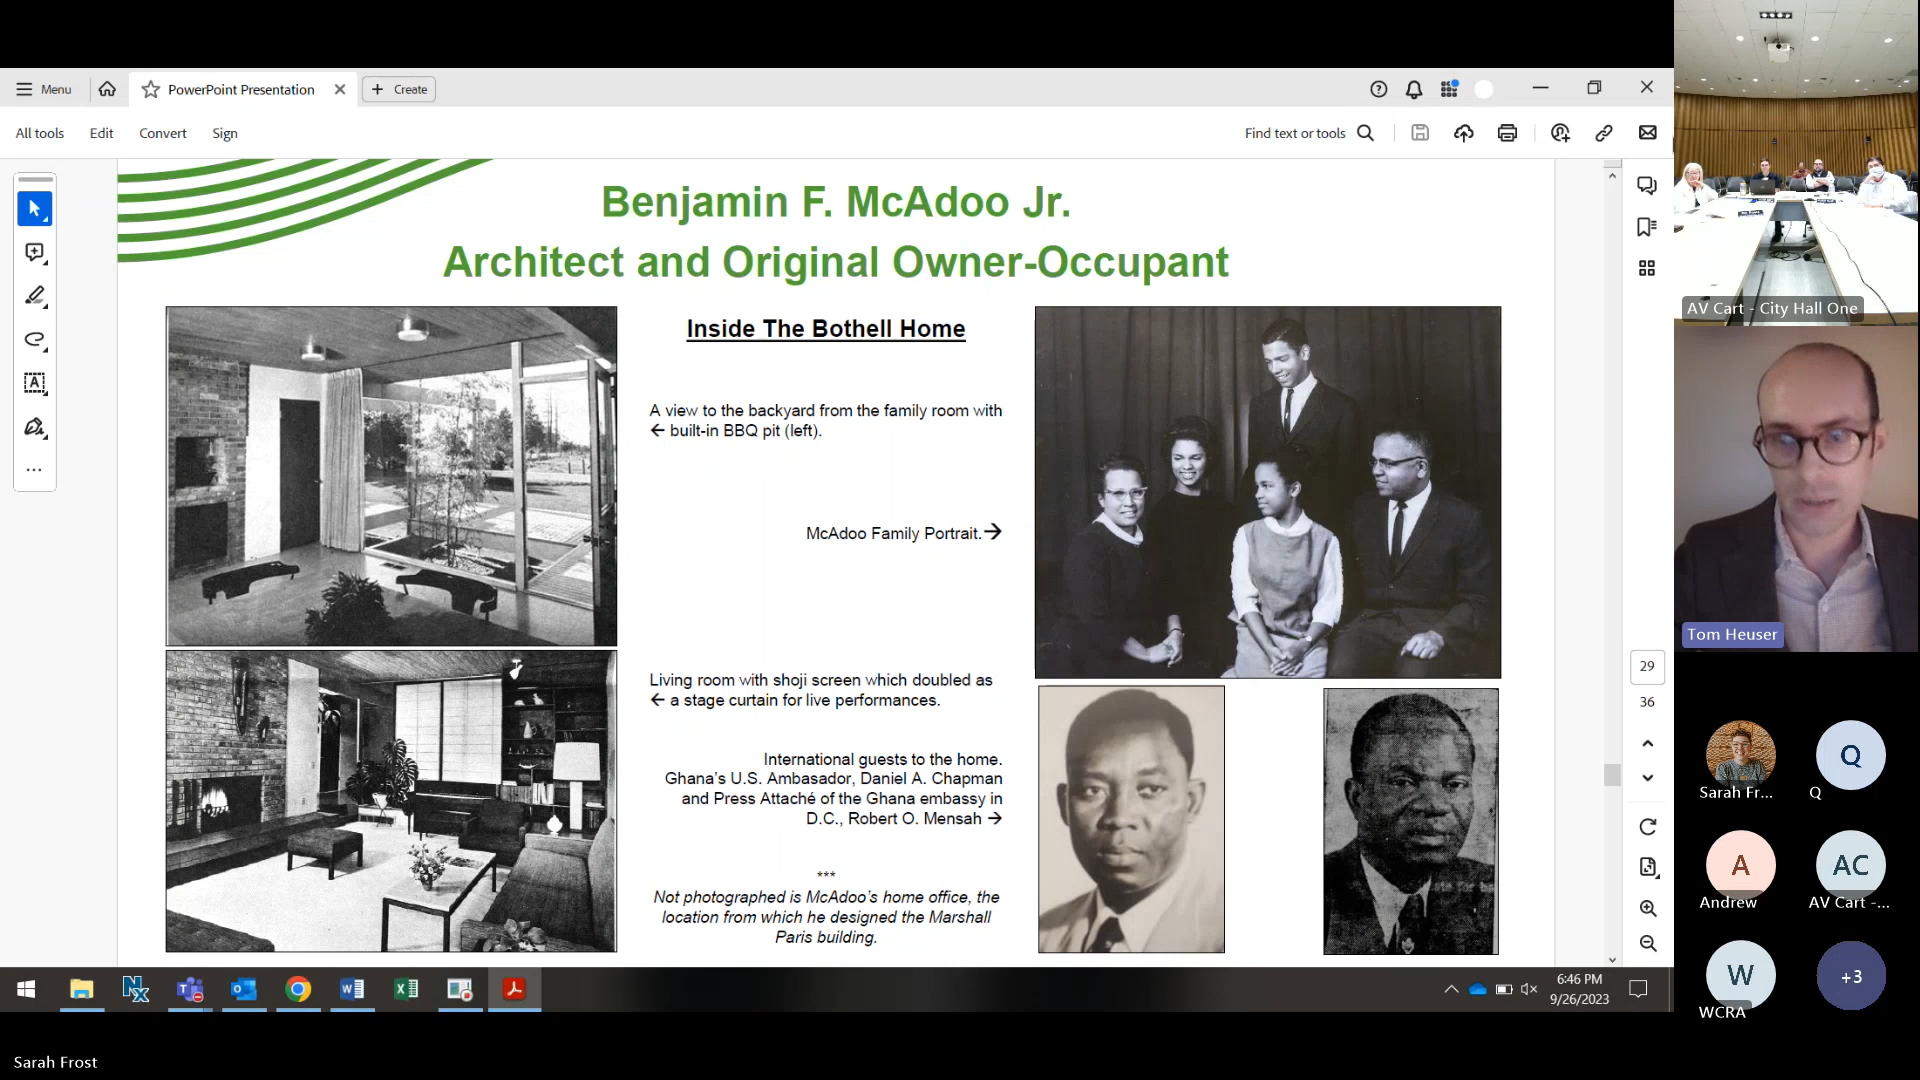 Menu
PowerPoint Presentation
Create
All tools
Edit
Convert
Sign
Find text or tools
Benjamin F. McAdoo Jr.
Architect and Original Owner-Occupant
Inside The Bothell Home
A view to the backyard from the family room with
← built-in BBQ pit (left).
McAdoo Family Portrait.→
Living room with shoji screen which doubled as
← a stage curtain for live performances.
International guests to the home.
Ghana's U.S. Ambasador, Daniel A. Chapman
and Press Attaché of the Ghana embassy in
D.C., Robert O. Mensah →
***
Not photographed is McAdoo's home office, the
location from which he designed the Marshall
Paris building.
29
36
AV Cart - City Hall One
Tom Heuser
Sarah Fr...
Q
Q
A
Andrew
AC
AV Cart -...
W
WCRA
+3
6:46 PM
9/26/2023
Sarah Frost